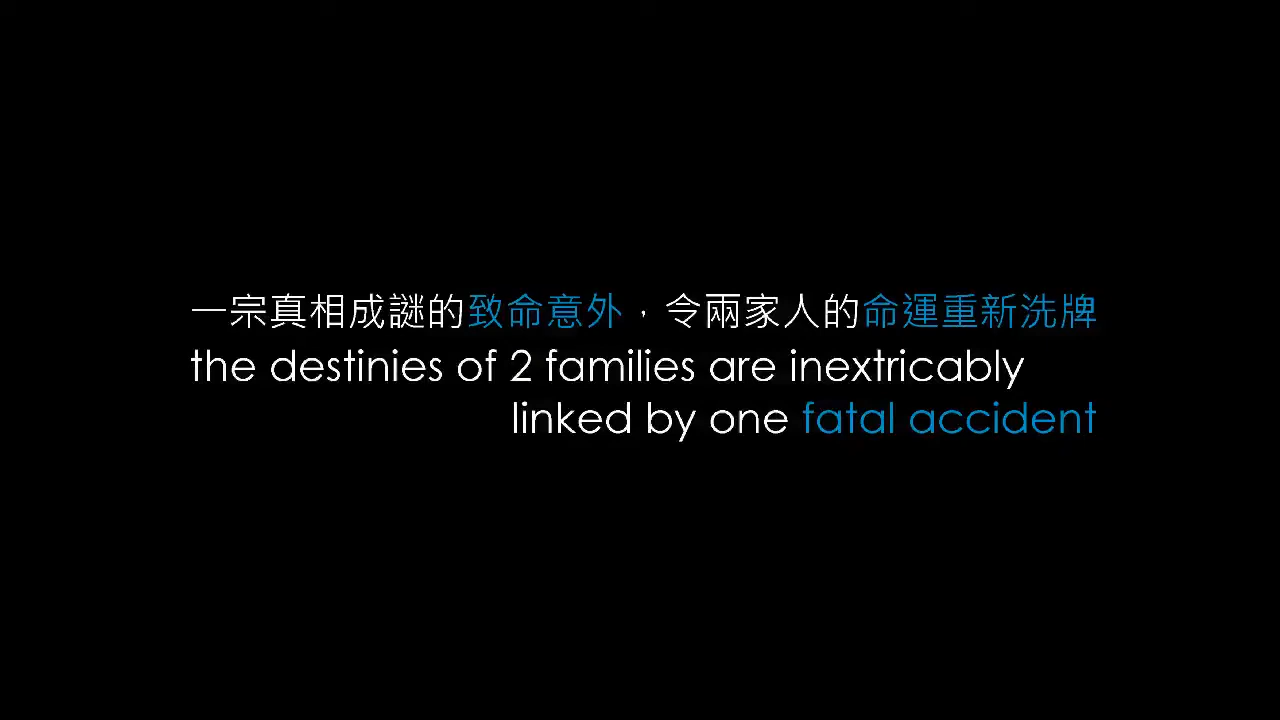 一宗真相成謎的致命意外，令兩家人的命運重新洗牌
the destinies of 2 families are inextricably
linked by one fatal accident